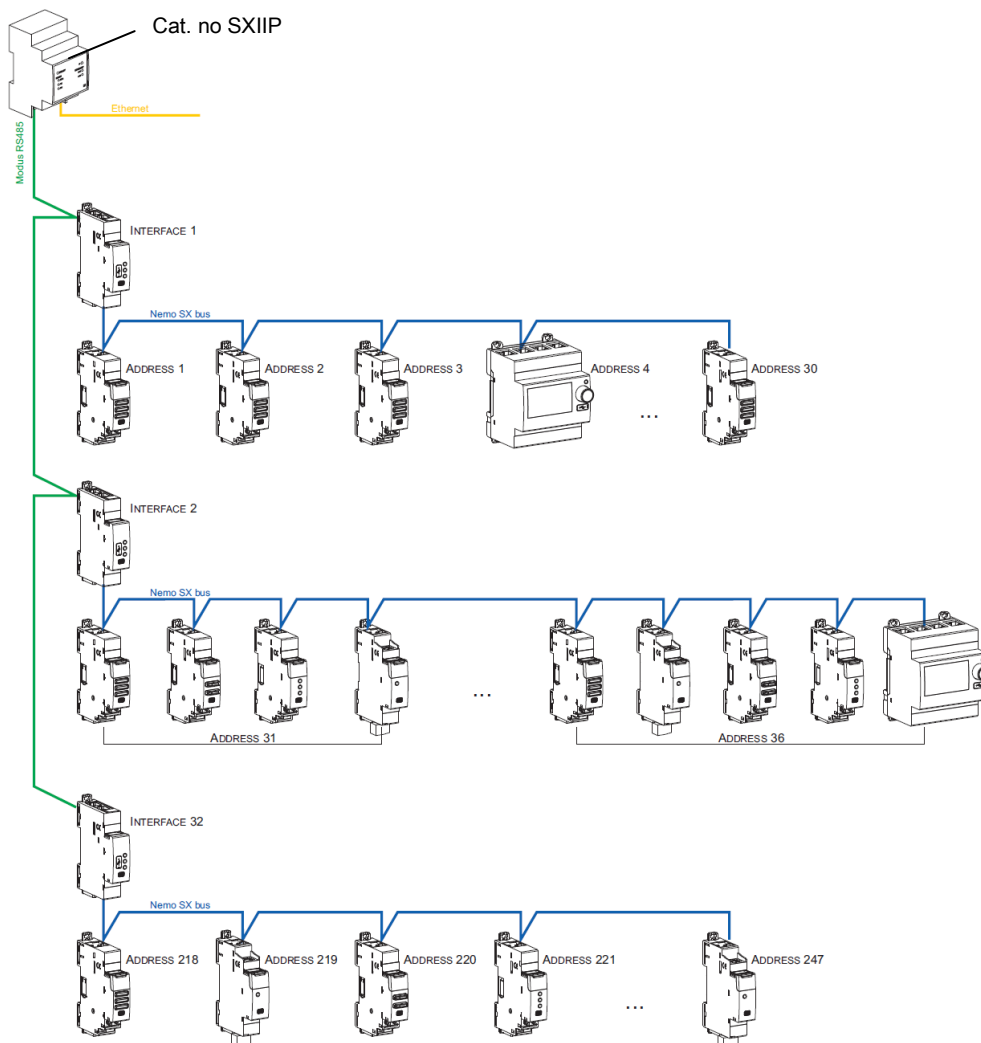 Cat. no SXIIP
Ethernet
Modus RS485
INTERFACE 1
Nemo SX bus
ADDRESS 1
ADDRESS 2
ADDRESS 3
ADDRESS 4
ADDRESS 30
...
INTERFACE 2
Nemo SX bus
...
ADDRESS 31
ADDRESS 36
INTERFACE 32
Nemo SX bus
ADDRESS 218
ADDRESS 219
ADDRESS 220
ADDRESS 221
ADDRESS 247
...